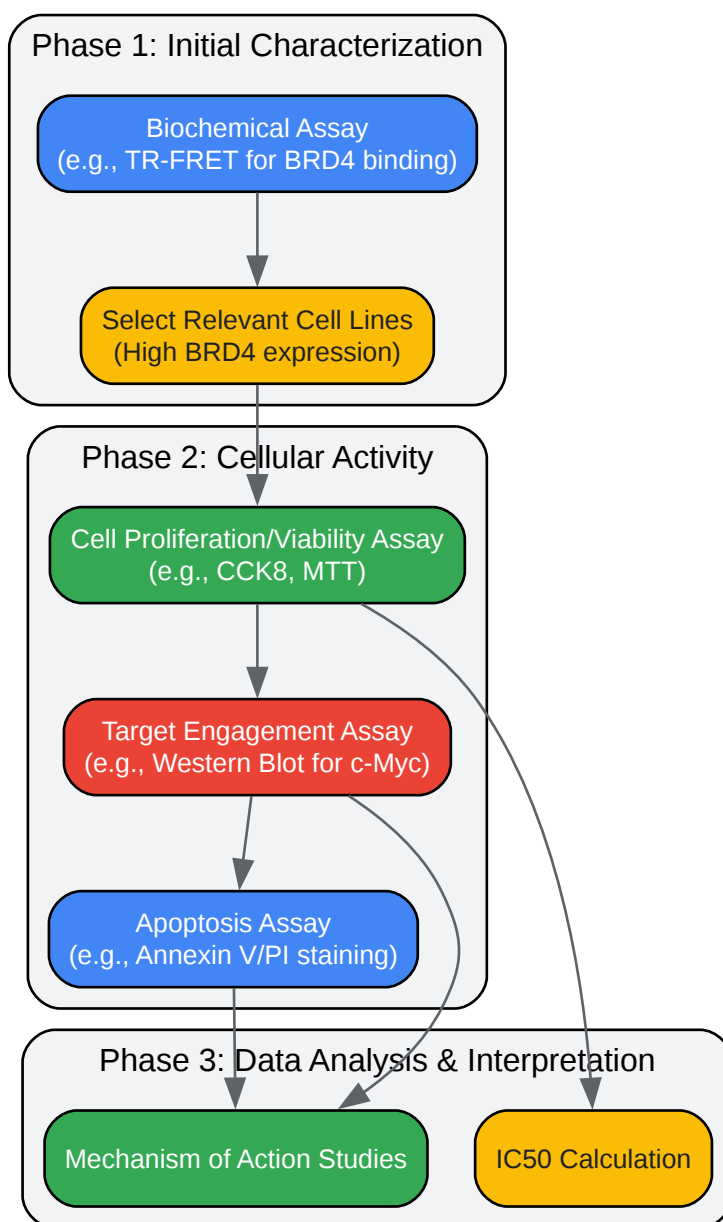 Phase 1: Initial Characterization
Biochemical Assay
(e.g., TR-FRET for BRD4 binding)
Select Relevant Cell Lines
(High BRD4 expression)
Phase 2: Cellular Activity
Cell Proliferation/Viability Assay
(e.g., CCK8, MTT)
Target Engagement Assay
(e.g., Western Blot for c-Myc)
Apoptosis Assay
(e.g., Annexin V/PI staining)
Phase 3: Data Analysis & Interpretation
Mechanism of Action Studies
IC50 Calculation